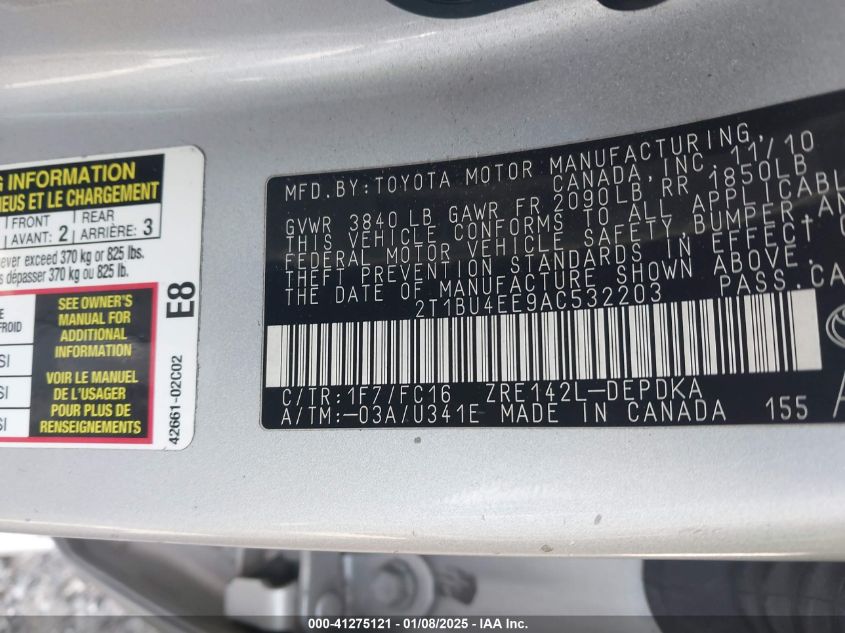 G INFORMATION
NEUS ET LE CHARGEMENT
FRONT REAR
AVANT: 2 ARRIÈRE: 3
never exceed 370 kg or 825 lbs.
dépasser 370 kg ou 825 lb.
SEE OWNER'S
MANUAL FOR
ADDITIONAL
INFORMATION
VOIR LE MANUEL
DE L'USAGER
POUR PLUS DE
RENSEIGNEMENTS
E8
42661-02C02
MFD.BY:TOYOTA MOTOR MANUFACTURING,
CANADA,INC. 11/10
GVWR 3840 LB GAWR FR 2090LB RR 1850LB
THIS VEHICLE CONFORMS TO ALL APPLICABL
FEDERAL MOTOR VEHICLE SAFETY, BUMPER AN
THEFT PREVENTION STANDARDS IN EFFECT O
THE DATE OF MANUFACTURE SHOWN ABOVE.
2T1BU4EE9AC532203 PASS.CA
C/TR:1F7/FC16 ZRE142L-DEPDKA
A/TM:-03A/U341E MADE IN CANADA 155
000-41275121 - 01/08/2025 - IAA Inc.